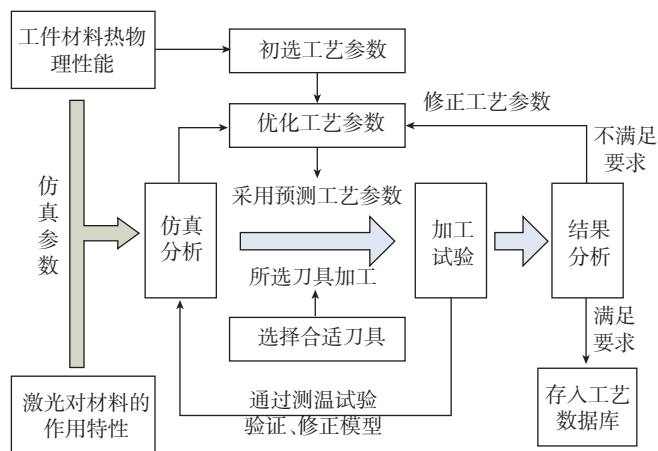 工件材料热物
理性能
初选工艺参数
修正工艺参数
优化工艺参数
不满足
要求
仿真参数
采用预测工艺参数
仿真
分析
加工
试验
结果
分析
所选刀具加工
选择合适刀具
满足
要求
激光对材料的
作用特性
通过测温试验
验证、修正模型
存入工艺
数据库